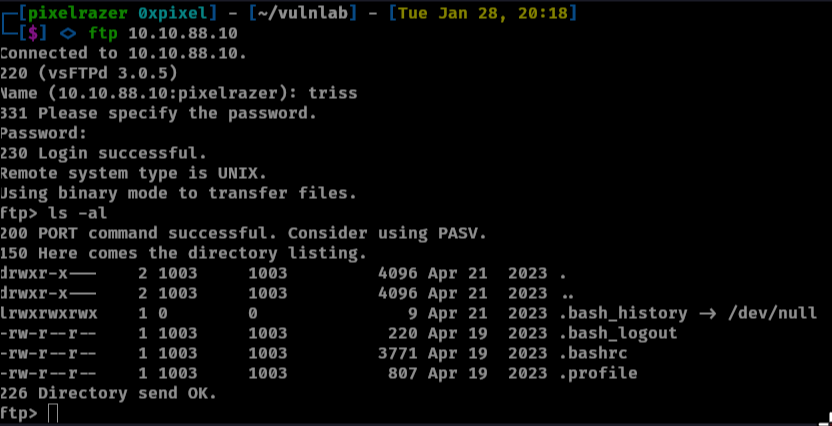 ┌─[pixelrazer 0xpixel] - [~/vulnlab] - [Tue Jan 28, 20:18]
└─[$] <> ftp 10.10.88.10
Connected to 10.10.88.10.
220 (vsFTPd 3.0.5)
Name (10.10.88.10:pixelrazer): triss
331 Please specify the password.
Password:
230 Login successful.
Remote system type is UNIX.
Using binary mode to transfer files.
ftp> ls -al
200 PORT command successful. Consider using PASV.
150 Here comes the directory listing.
drwxr-x---    2 1003     1003         4096 Apr 21  2023 .
drwxr-x---    2 1003     1003         4096 Apr 21  2023 ..
lrwxrwxrwx    1 0        0               9 Apr 21  2023 .bash_history -> /dev/null
-rw-r--r--    1 1003     1003          220 Apr 19  2023 .bash_logout
-rw-r--r--    1 1003     1003         3771 Apr 19  2023 .bashrc
-rw-r--r--    1 1003     1003          807 Apr 19  2023 .profile
226 Directory send OK.
ftp>